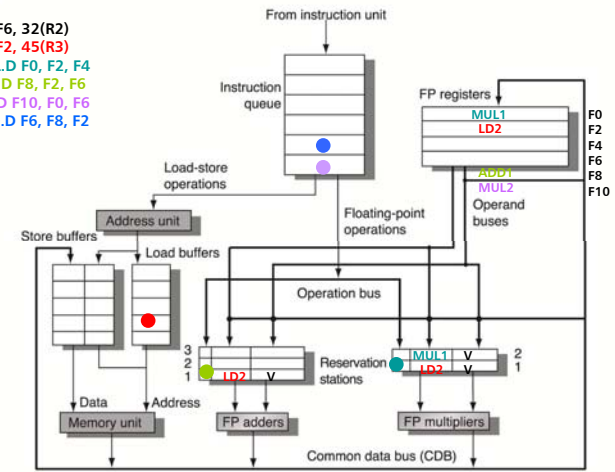 From instruction unit
F6, 32(R2)
F2, 45(R3)
.D F0, F2, F4
D F8, F2, F6
D F10, F0, F6
.D F6, F8, F2
Instruction
queue
FP registers
MUL1
LD2
F0
F2
F4
F6
F8
F10
ADD1
MUL2
Load-store
operations
Operand
buses
Address unit
Floating-point
operations
Store buffers
Load buffers
Operation bus
3
2
1
LD2 V
Reservation
stations
MUL1 V
LD2 V
2
1
Data
Address
Memory unit
FP adders
FP multipliers
Common data bus (CDB)